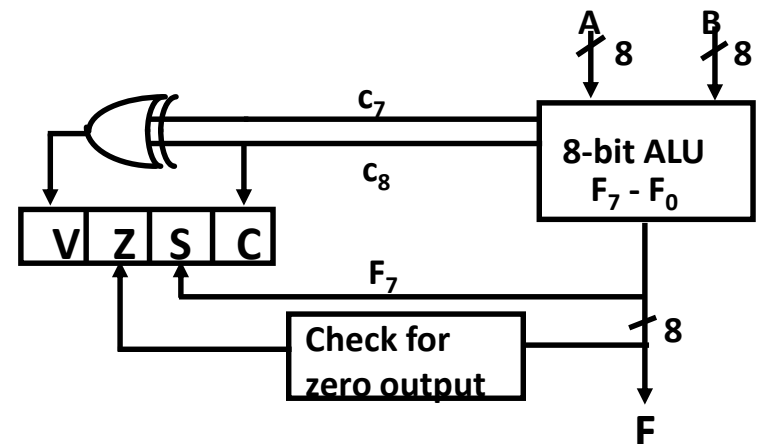 A
B
8
8
c₇
8-bit ALU
c₈
F₇ - F₀
V Z S C
F₇
Check for
8
zero output
F